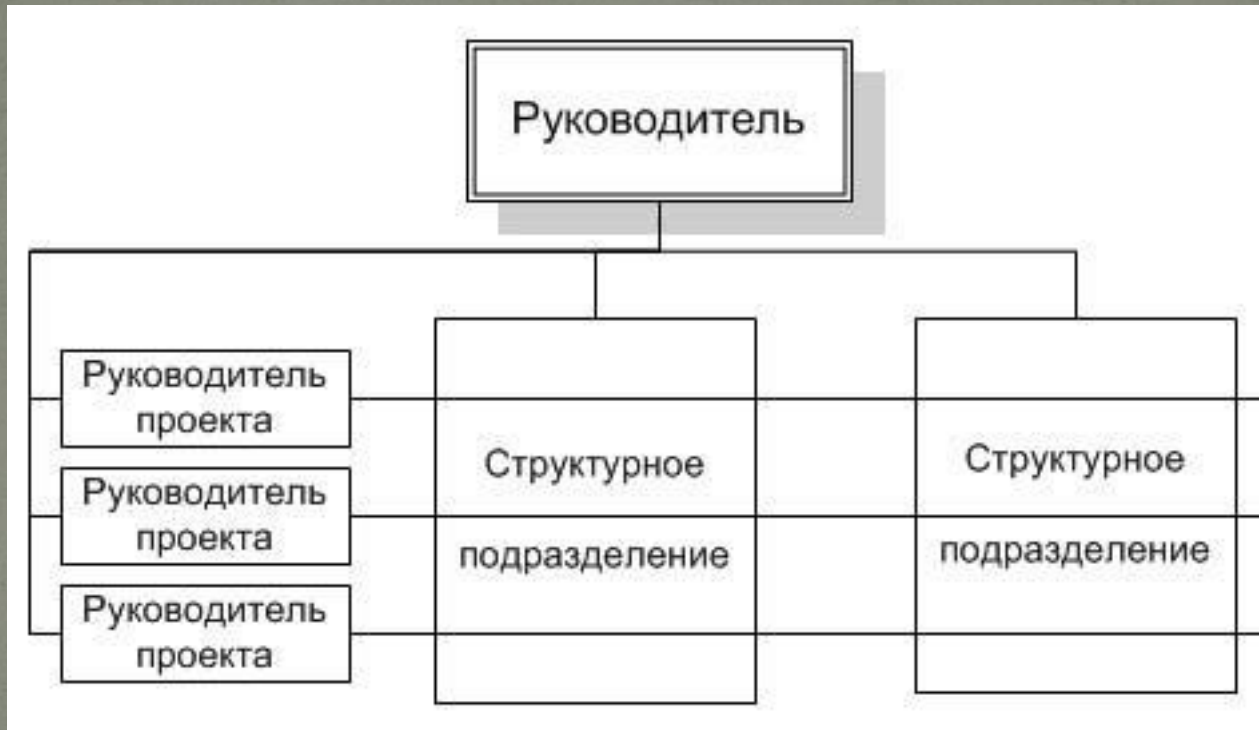 Руководитель
Руководитель
проекта
Руководитель
проекта
Руководитель
проекта
Структурное
подразделение
Структурное
подразделение